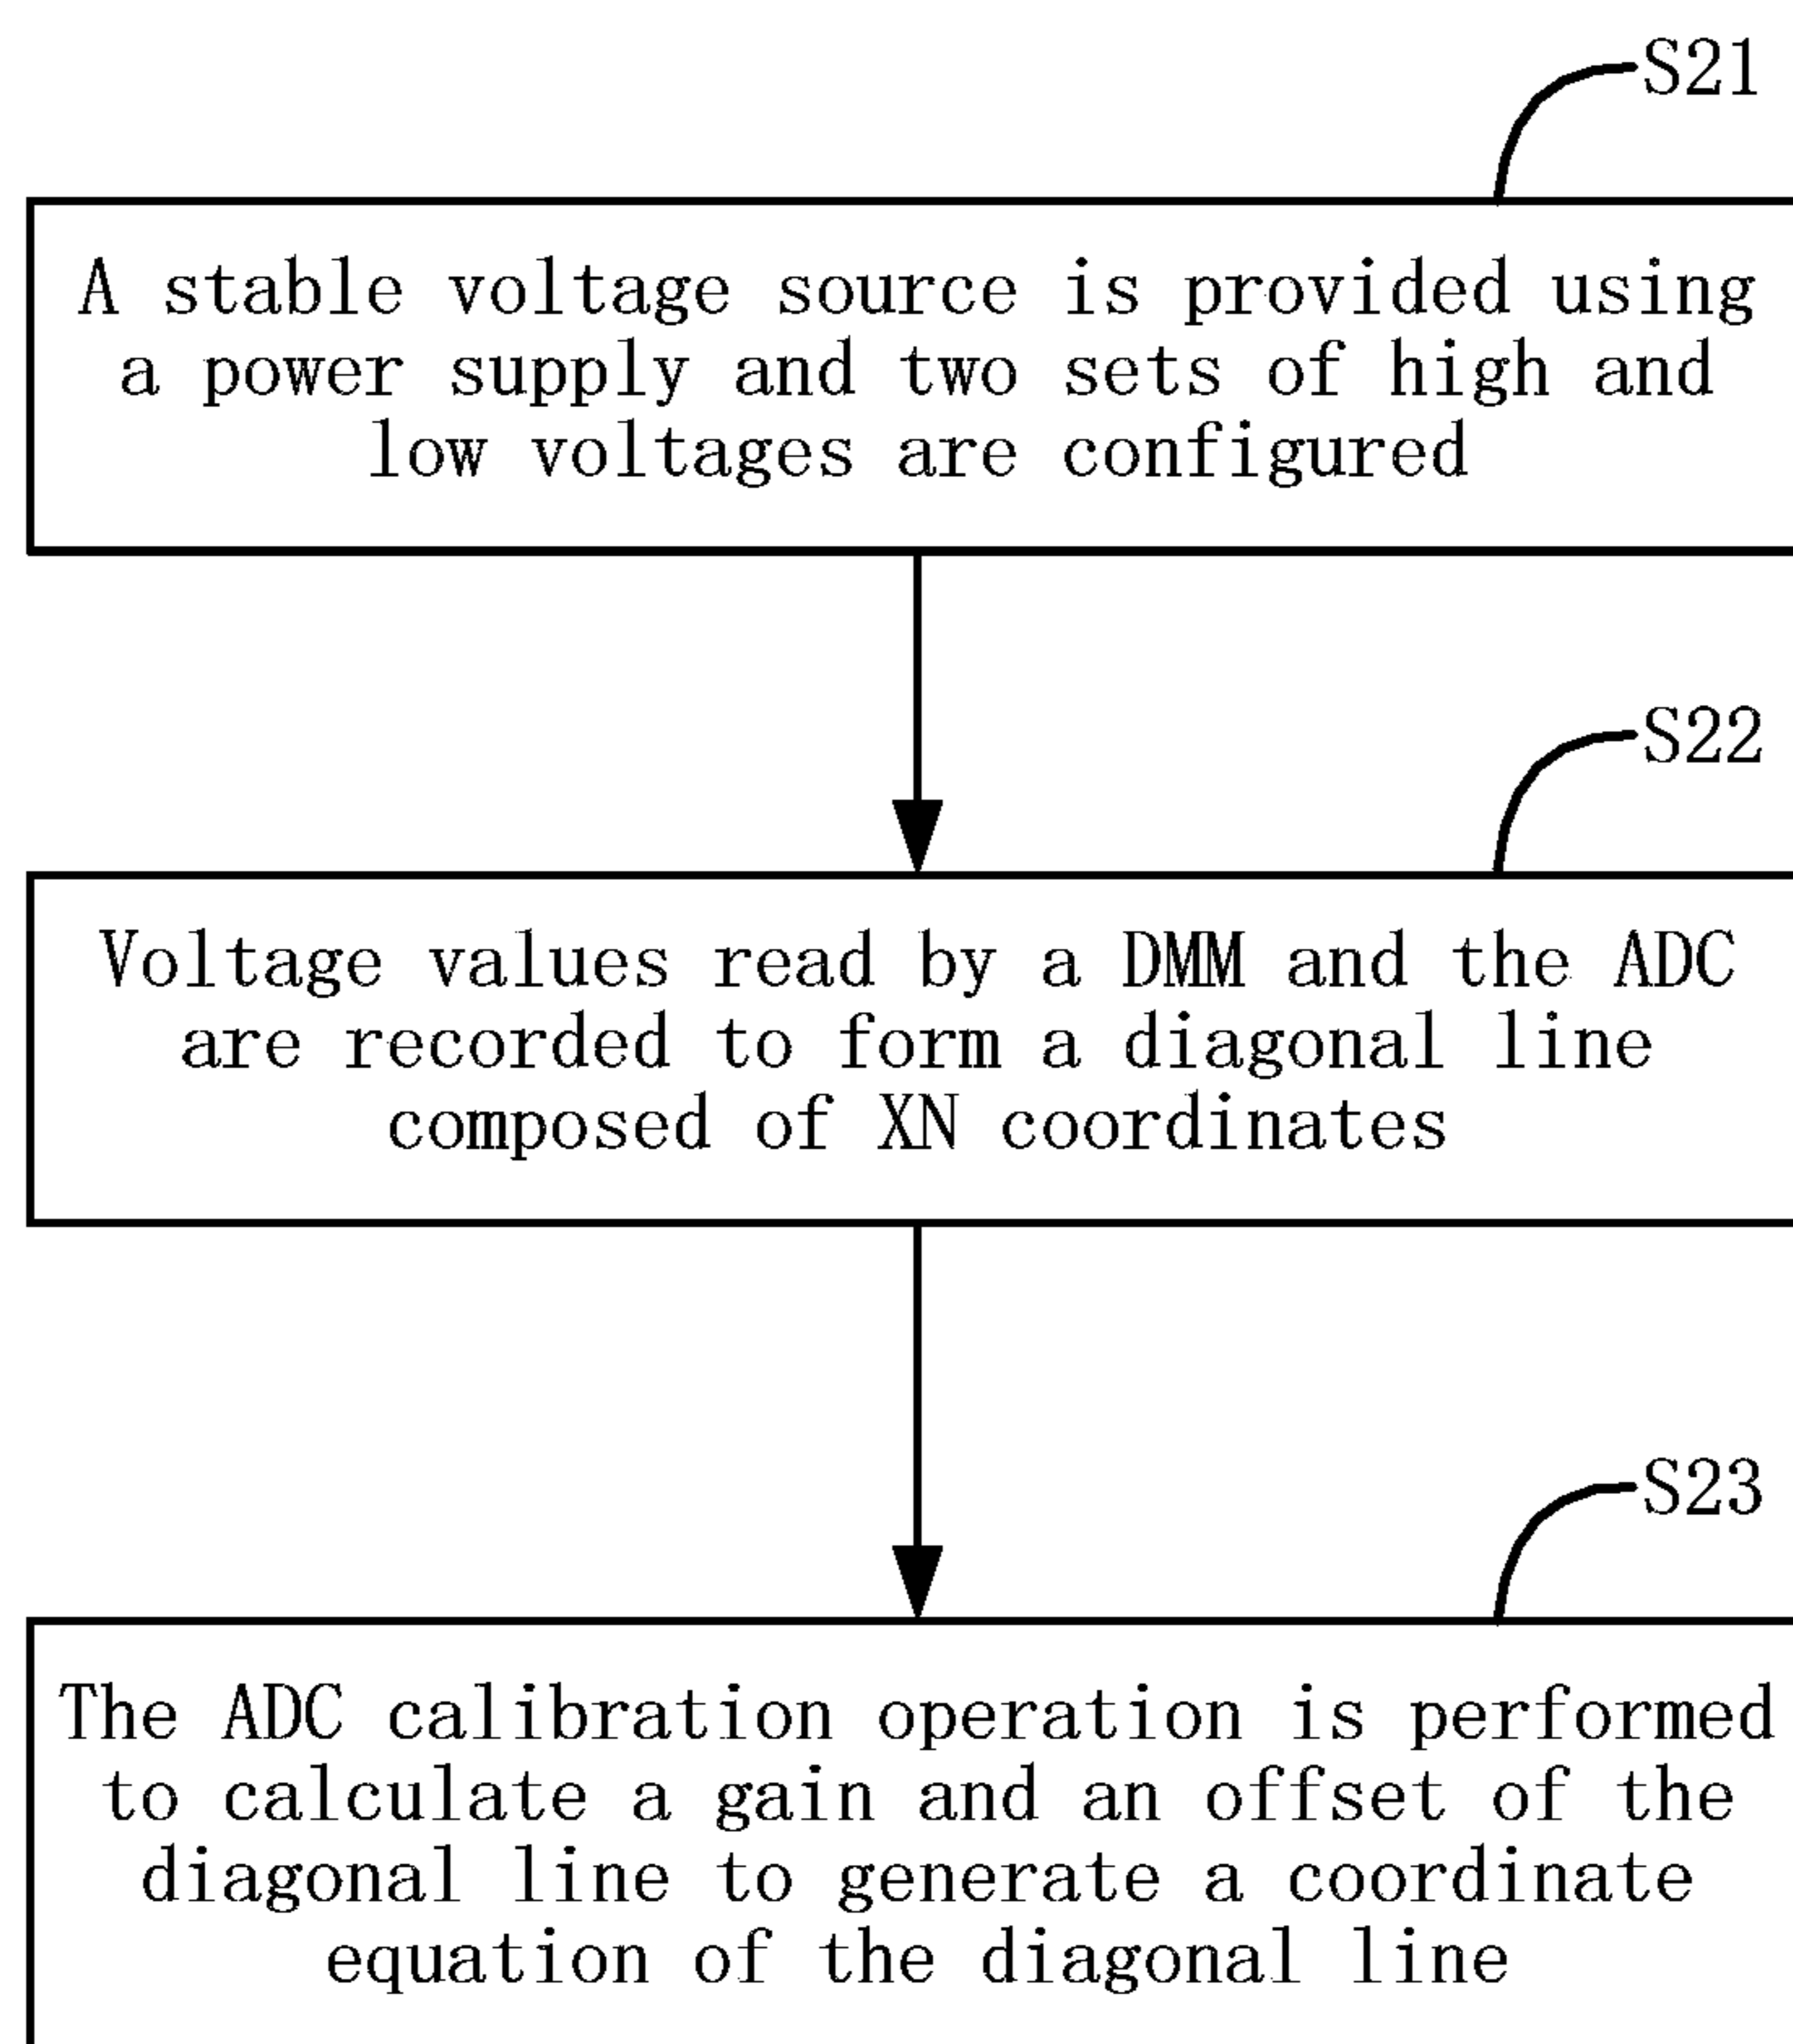 S21
A stable voltage source is provided using
a power supply and two sets of high and
low voltages are configured
S22
Voltage values read by a DMM and the ADC
are recorded to form a diagonal line
composed of XN coordinates
S23
The ADC calibration operation is performed
to calculate a gain and an offset of the
diagonal line to generate a coordinate
equation of the diagonal line